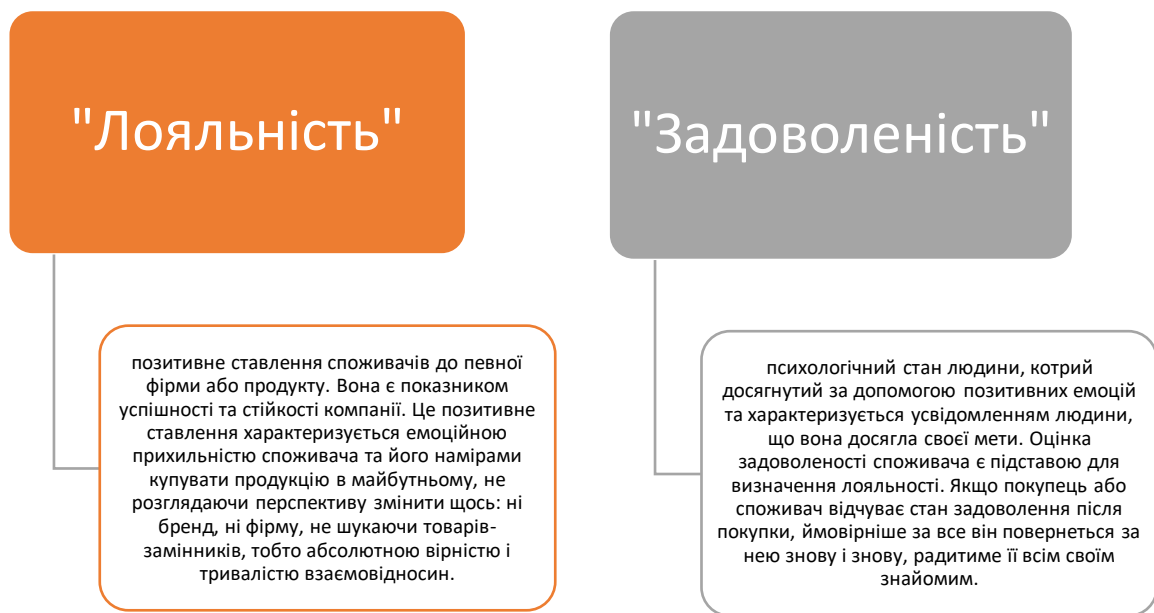 "Лояльність"
позитивне ставлення споживачів до певної
фірми або продукту. Вона є показником
успішності та стійкості компанії. Це позитивне
ставлення характеризується емоційною
прихильністю споживача та його намірами
купувати продукцію в майбутньому, не
розглядаючи перспективу змінити щось: ні
бренд, ні фірму, не шукаючи товарів-
замінників, тобто абсолютною вірністю і
тривалістю взаємовідносин.
"Задоволеність"
психологічний стан людини, котрий
досягнутий за допомогою позитивних емоцій
та характеризується усвідомленням людини,
що вона досягла своєї мети. Оцінка
задоволеності споживача є підставою для
визначення лояльності. Якщо покупець або
споживач відчуває стан задоволення після
покупки, ймовірніше за все він повернеться за
нею знову і знову, радитиме її всім своїм
знайомим.